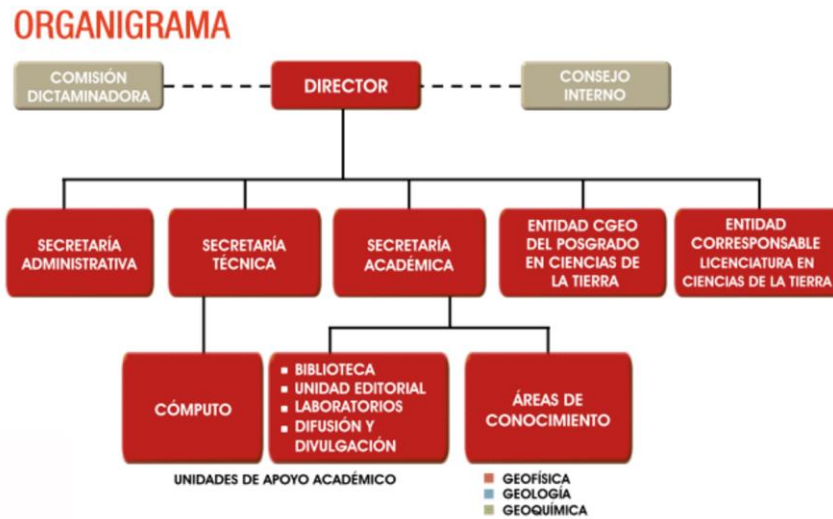 ORGANIGRAMA
COMISIÓN
DICTAMINADORA
DIRECTOR
CONSEJO
INTERNO
SECRETARÍA
ADMINISTRATIVA
SECRETARÍA
TÉCNICA
SECRETARÍA
ACADÉMICA
ENTIDAD CGEO
DEL POSGRADO
EN CIENCIAS DE
LA TIERRA
ENTIDAD
CORRESPONSABLE
LICENCIATURA EN
CIENCIAS DE LA TIERRA
CÓMPUTO
BIBLIOTECA
UNIDAD EDITORIAL
LABORATORIOS
DIFUSIÓN Y
DIVULGACIÓN
ÁREAS DE
CONOCIMIENTO
UNIDADES DE APOYO ACADÉMICO
GEOFÍSICA
GEOLOGÍA
GEOQUÍMICA